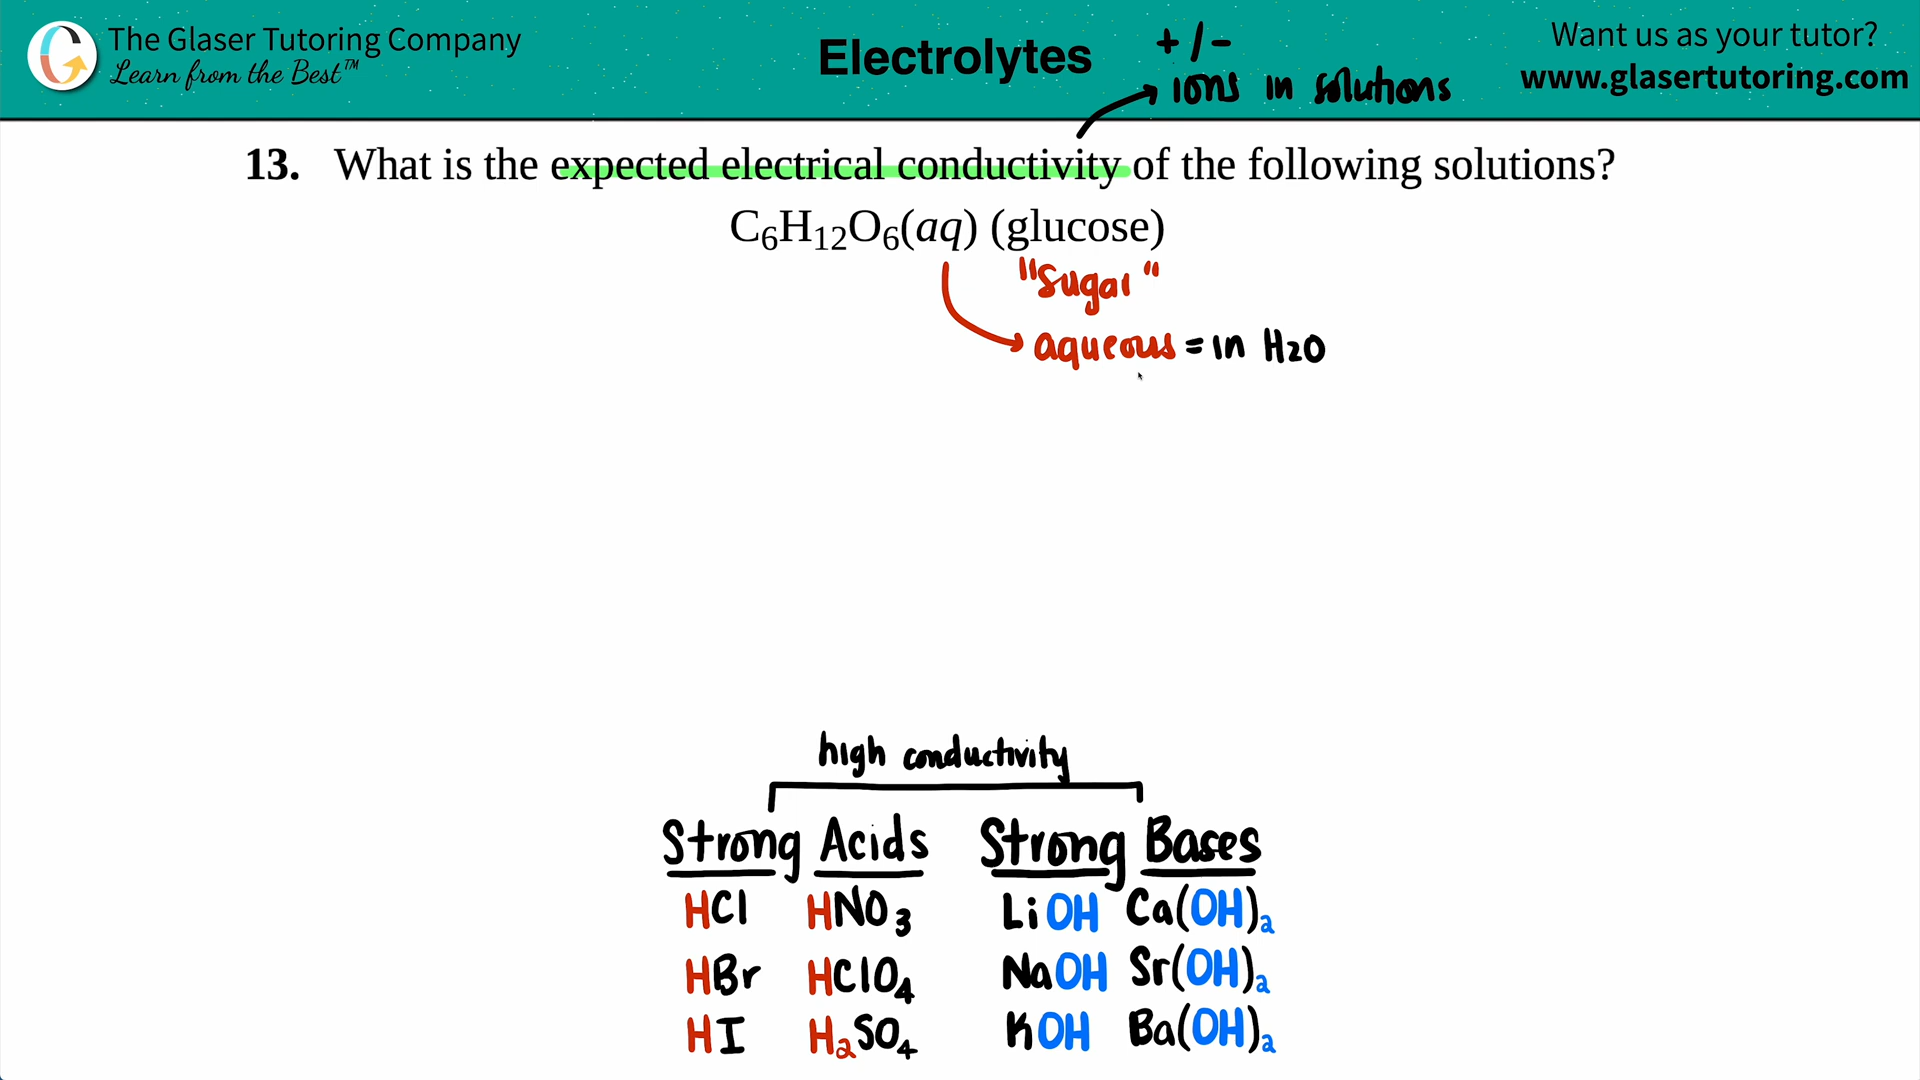 The Glaser Tutoring Company
Learn from the Best™
Electrolytes
+/-
ions in solutions
Want us as your tutor?
www.glasertutoring.com
13. What is the expected electrical conductivity of the following solutions?
C₆H₁₂O₆(aq) (glucose)
"Sugar"
aqueous = in H₂O
high conductivity
Strong Acids Strong Bases
HCl HNO₃ LiOH Ca(OH)₂
HBr HClO₄ NaOH Sr(OH)₂
HI H₂SO₄ KOH Ba(OH)₂